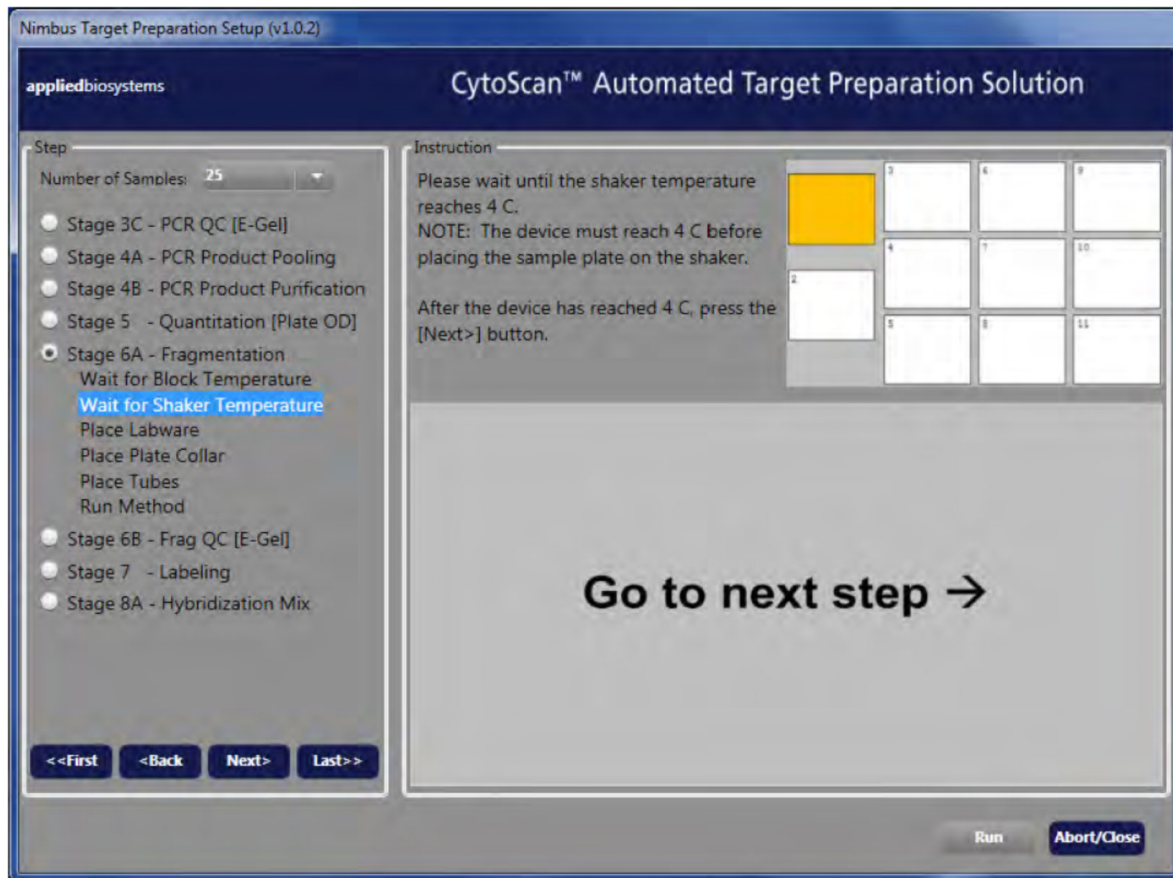 Nimbus Target Preparation Setup (v1.0.2)
appliedbiosystems
CytoScan™ Automated Target Preparation Solution
Step
Number of Samples: 25
Stage 3C - PCR QC [E-Gel]
Stage 4A - PCR Product Pooling
Stage 4B - PCR Product Purification
Stage 5 - Quantitation [Plate OD]
Stage 6A - Fragmentation
Wait for Block Temperature
Wait for Shaker Temperature
Place Labware
Place Plate Collar
Place Tubes
Run Method
Stage 6B - Frag QC [E-Gel]
Stage 7 - Labeling
Stage 8A - Hybridization Mix
<<First
<Back
Next>
Last>>
Instruction
Please wait until the shaker temperature
reaches 4 C.
NOTE: The device must reach 4 C before
placing the sample plate on the shaker.
After the device has reached 4 C, press the
[Next>] button.
2
3
4
5
7
9
10
11
Go to next step →
Run
Abort/Close